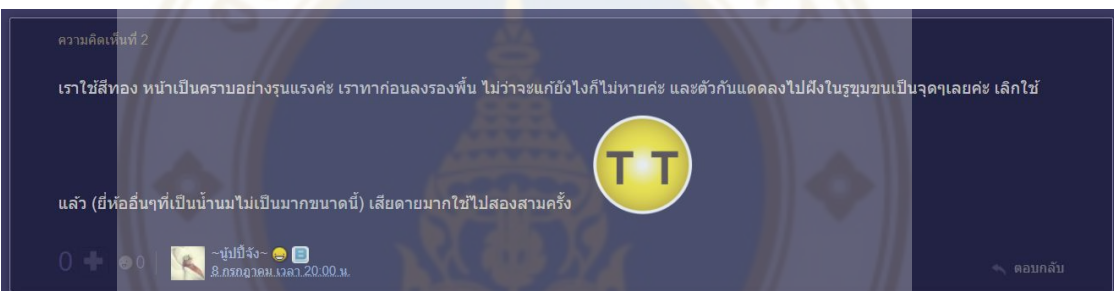 ความคิดเห็นที่ 2
เราใช้สีทอง หน้าเป็นคราบอย่างรุนแรงค่ะ เราทาก่อนลงรองพื้น ไม่ว่าจะแก้ยังไงก็ไม่หายค่ะ และตัวกันแดดลงไปฝังในรูขุมขนเป็นจุดๆเลยค่ะ เลิกใช้
T T
แล้ว (ยี่ห้ออื่นๆที่เป็นน้ำนมไม่เป็นมากขนาดนี้) เสียดายมากใช้ไปสองสามครั้ง
0 0 ~นู๋ปปี้จัง~ B
8 กรกฎาคม เวลา 20:00 น.
ตอบกลับ